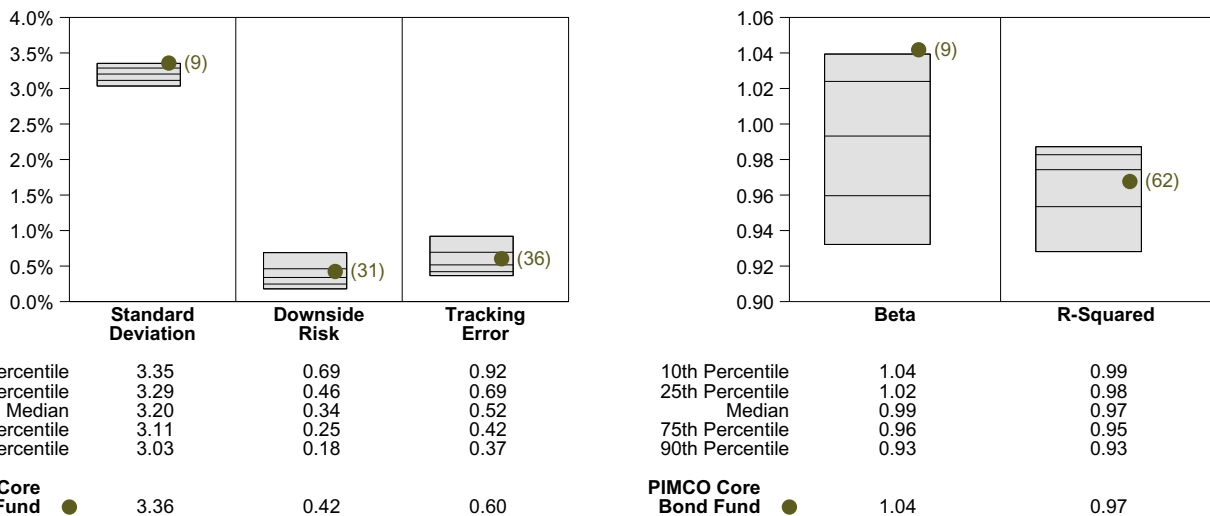 4.0%
3.5%
3.0%
2.5%
2.0%
1.5%
1.0%
0.5%
0.0%
(9)
(31)
(36)
Standard Deviation
Downside Risk
Tracking Error
ercentile 3.35 0.69 0.92
ercentile 3.29 0.46 0.69
Median 3.20 0.34 0.52
ercentile 3.11 0.25 0.42
ercentile 3.03 0.18 0.37
Core
Fund 3.36 0.42 0.60
1.06
1.04
1.02
1.00
0.98
0.96
0.94
0.92
0.90
(9)
(62)
Beta R-Squared
10th Percentile 1.04 0.99
25th Percentile 1.02 0.98
Median 0.99 0.97
75th Percentile 0.96 0.95
90th Percentile 0.93 0.93
PIMCO Core
Bond Fund 1.04 0.97